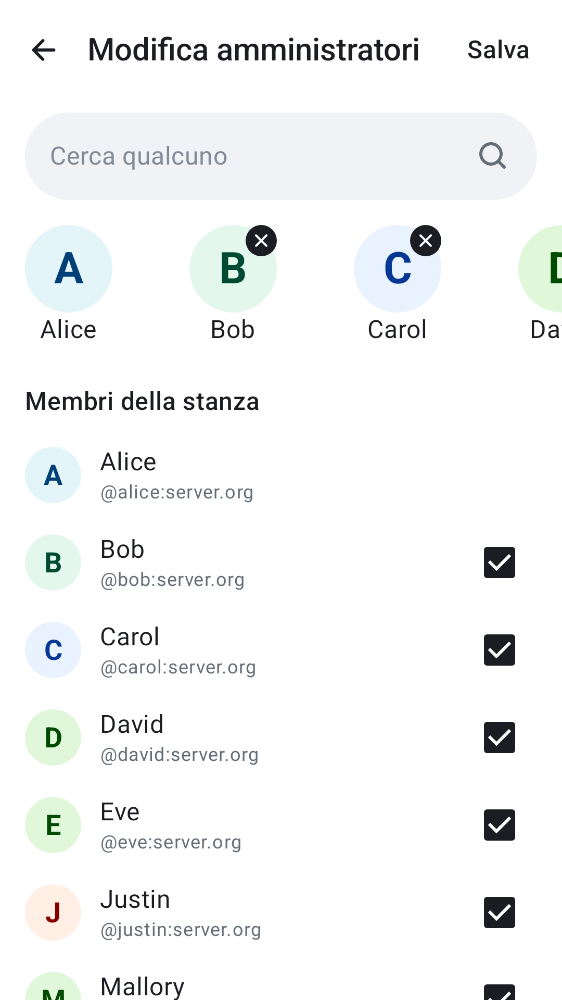 Modifica amministratori Salva
Cerca qualcuno
A B C D
Alice Bob Carol Da
Membri della stanza
A Alice
@alice:server.org
B Bob
@bob:server.org
C Carol
@carol:server.org
D David
@david:server.org
E Eve
@eve:server.org
J Justin
@justin:server.org
M Mallory